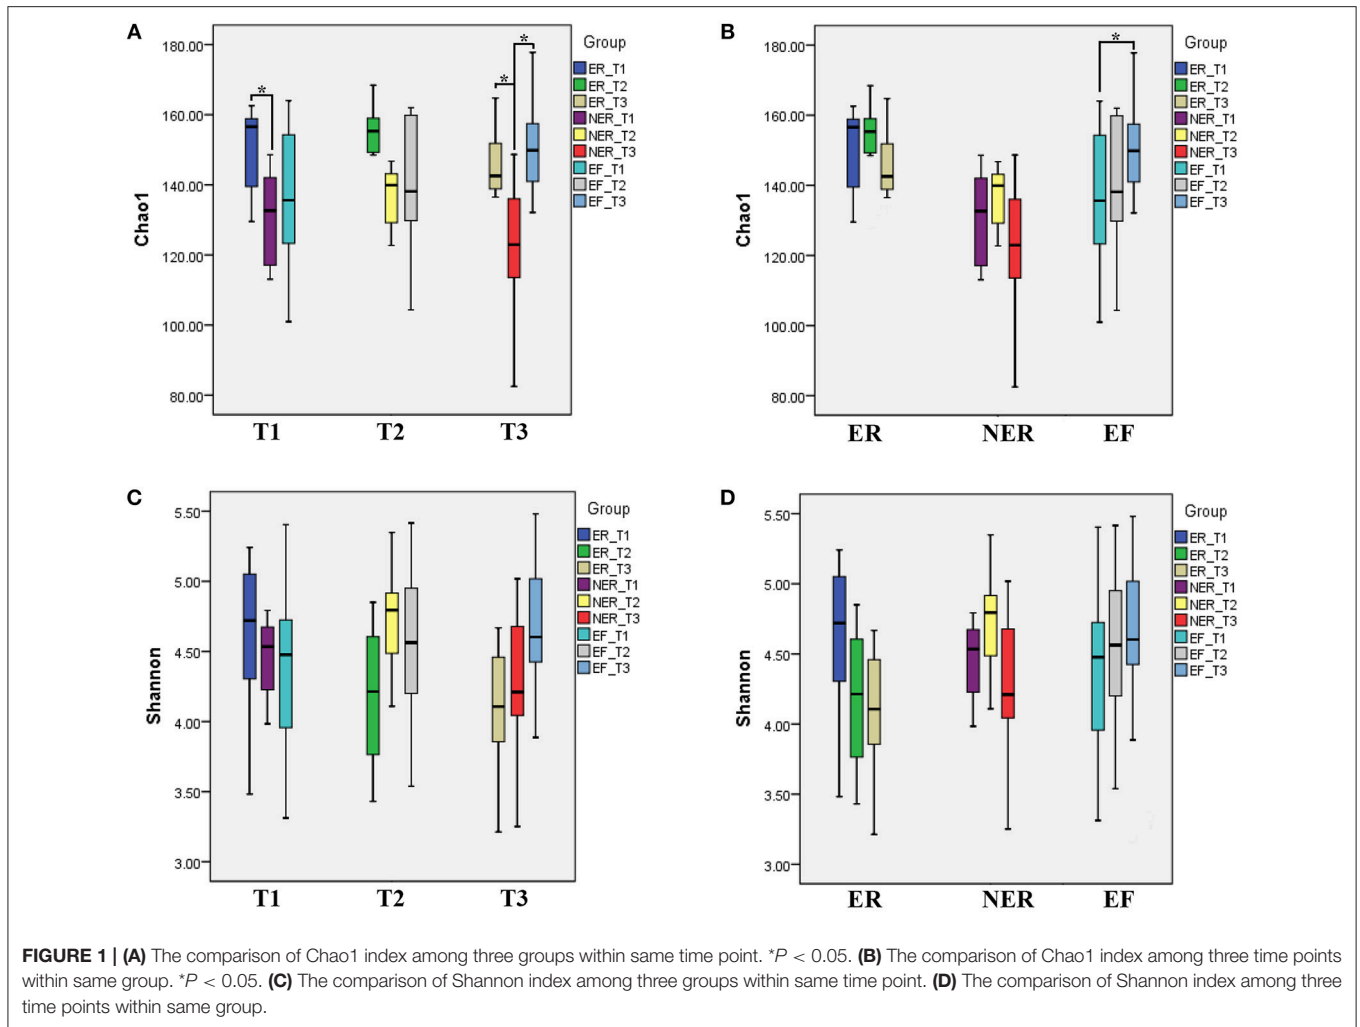 A
180.00
160.00
140.00
120.00
100.00
80.00
Chao1
*
*
*
T1 T2 T3
Group
ER_T1
ER_T2
ER_T3
NER_T1
NER_T2
NER_T3
EF_T1
EF_T2
EF_T3
B
180.00
160.00
140.00
120.00
100.00
80.00
Chao1
*
ER NER EF
Group
ER_T1
ER_T2
ER_T3
NER_T1
NER_T2
NER_T3
EF_T1
EF_T2
EF_T3
C
5.50
5.00
4.50
4.00
3.50
3.00
Shannon
T1 T2 T3
Group
ER_T1
ER_T2
ER_T3
NER_T1
NER_T2
NER_T3
EF_T1
EF_T2
EF_T3
D
5.50
5.00
4.50
4.00
3.50
3.00
Shannon
ER NER EF
Group
ER_T1
ER_T2
ER_T3
NER_T1
NER_T2
NER_T3
EF_T1
EF_T2
EF_T3
FIGURE 1 | (A) The comparison of Chao1 index among three groups within same time point. *P < 0.05. (B) The comparison of Chao1 index among three time points
within same group. *P < 0.05. (C) The comparison of Shannon index among three groups within same time point. (D) The comparison of Shannon index among three
time points within same group.